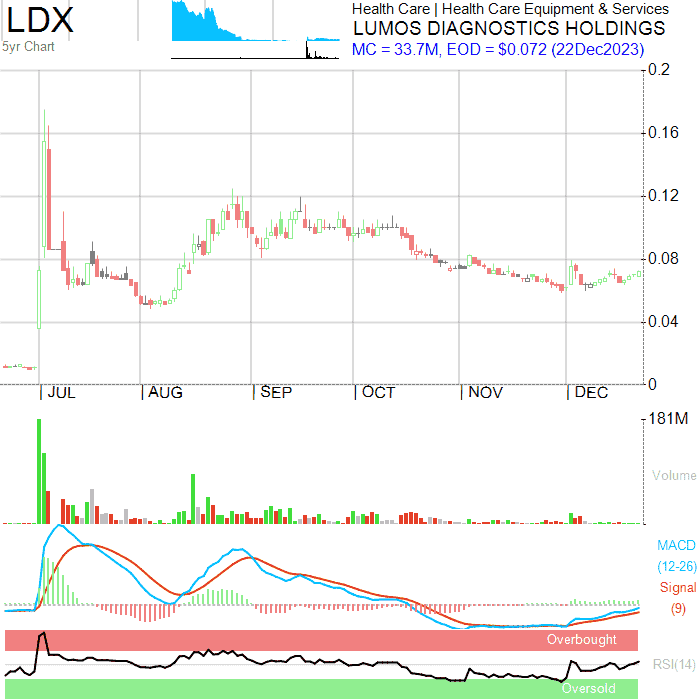 LDX
5yr Chart
Health Care | Health Care Equipment & Services
LUMOS DIAGNOSTICS HOLDINGS
MC = 33.7M, EOD = $0.072 (22Dec2023)
0.2
0.16
0.12
0.08
0.04
0
JUL AUG SEP OCT NOV DEC
181M
Volume
MACD
(12-26)
Signal
(9)
Overbought
RSI(14)
Oversold